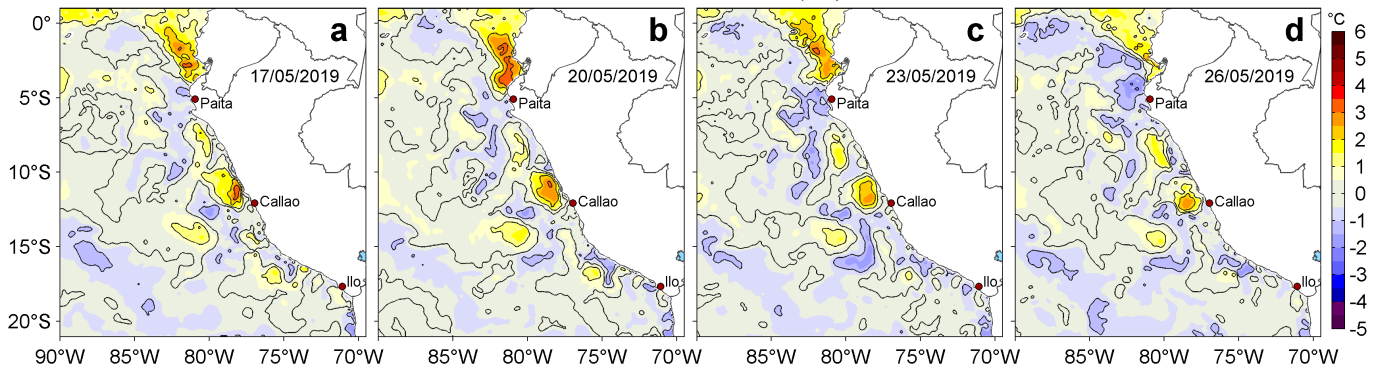 °C
0° a b c d 6
5
17/05/2019 20/05/2019 23/05/2019 26/05/2019 4
5°S Paita Paita Paita Paita 3
2
10°S 1
Callao Callao Callao Callao 0
-1
15°S -2
Ilo Ilo Ilo Ilo -3
-4
20°S -5
90°W 85°W 80°W 75°W 70°W 85°W 80°W 75°W 70°W 85°W 80°W 75°W 70°W 85°W 80°W 75°W 70°W